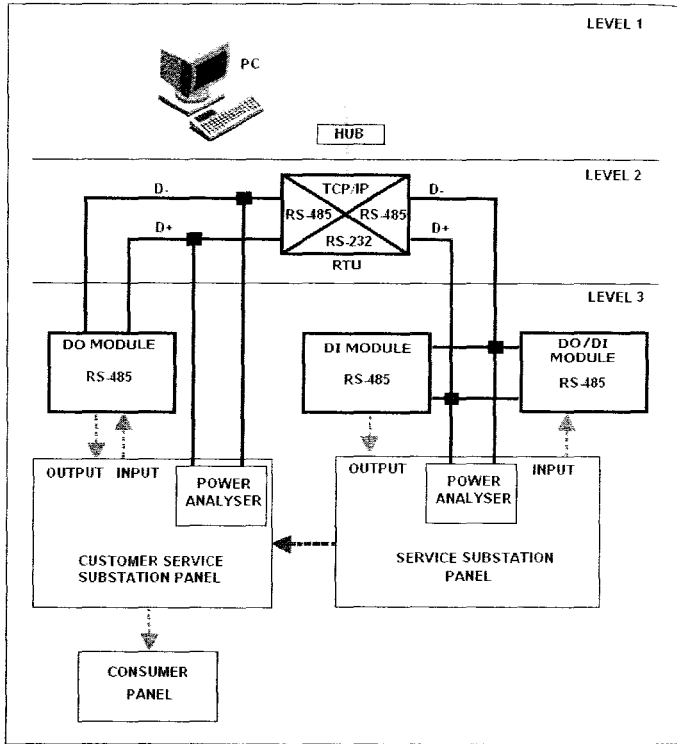 LEVEL 1
PC
HUB
LEVEL 2
D-
TCP/IP
D-
RS-485
RS-485
D+
RS-232
D+
RTU
LEVEL 3
DO MODULE
RS-485
DI MODULE
RS-485
DO/DI
MODULE
RS-485
OUTPUT
INPUT
POWER
ANALYSER
CUSTOMER SERVICE
SUBSTATION PANEL
OUTPUT
POWER
ANALYSER
INPUT
SERVICE SUBSTATION
PANEL
CONSUMER
PANEL